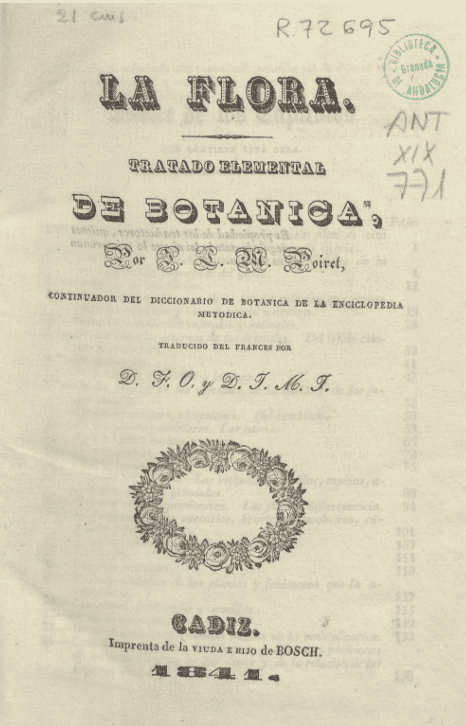 21 cms
R.72695
BIBLIOTECA
Granada
DE ANDALUCIA
LA FLORA.
ANT
XIX
771
TRATADO ELEMENTAL
DE BOTANICA,
Por J. L. M. Poiret,
CONTINUADOR DEL DICCIONARIO DE BOTANICA DE LA ENCICLOPEDIA
METODICA.
TRADUCIDO DEL FRANCES POR
D. F. O. y D. J. M. J.
CADIZ.
Imprenta de la VIUDA E HIJO de BOSCH.
1841.